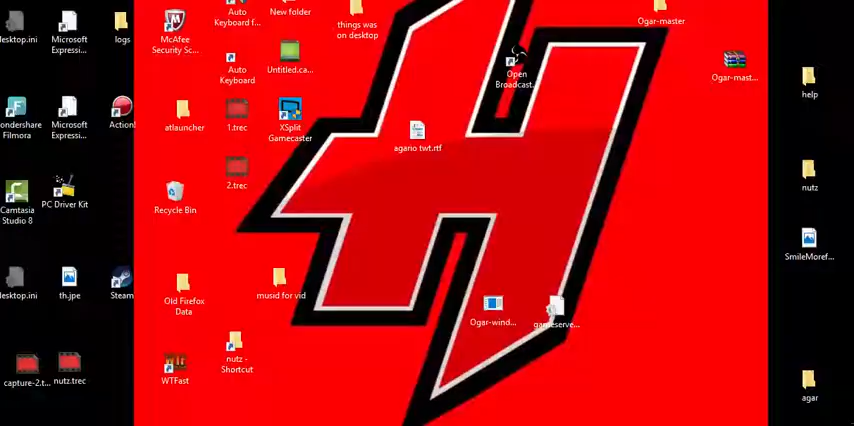 desktop.ini
Microsoft
Expressi...
logs
McAfee
Security Sc...
Auto
Keyboard f...
New folder
things was
on desktop
Ogar-master
Auto
Keyboard
Untitled.ca...
Open
Broadcast...
Ogar-mast...
help
ondershare
Filmora
Microsoft
Expressi...
Action!
atlauncher
1.trec
XSplit
Gamecaster
agario twt.rtf
Camtasia
Studio 8
PC Driver Kit
Recycle Bin
2.trec
nutz
SmileMoref...
desktop.ini
th.jpe
Steam
Old Firefox
Data
musid for vid
Ogar-wind...
gameserve...
capture-2.t...
nutz.trec
WTFast
nutz -
Shortcut
agar